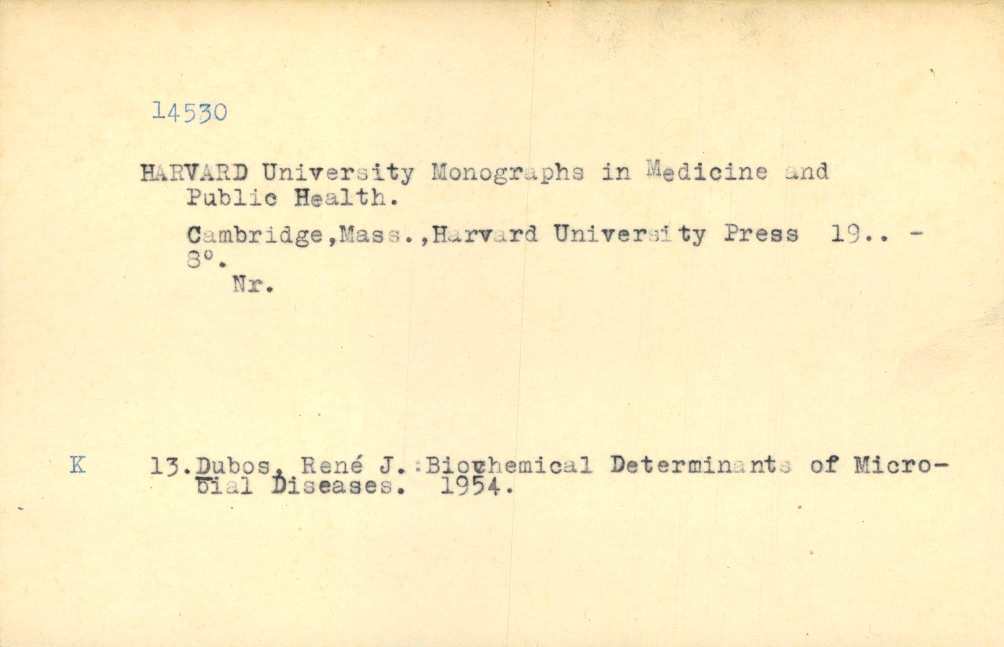 14530
HARVARD University Monographs in Medicine and
Public Health.
Cambridge,Mass.,Harvard University Press 19.. -
8°.
Nr.
K 13.Dubos, René J.:Biochemical Determinants of Micro-
bial Diseases. 1954.